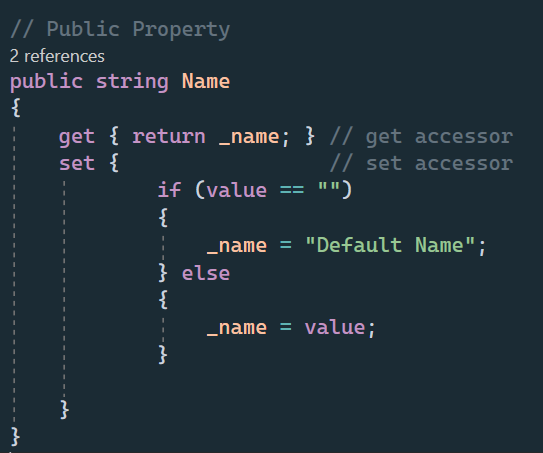 // Public Property
2 references
public string Name
{
get { return _name; } // get accessor
set { // set accessor
if (value == "")
{
_name = "Default Name";
} else
{
_name = value;
}
}
}